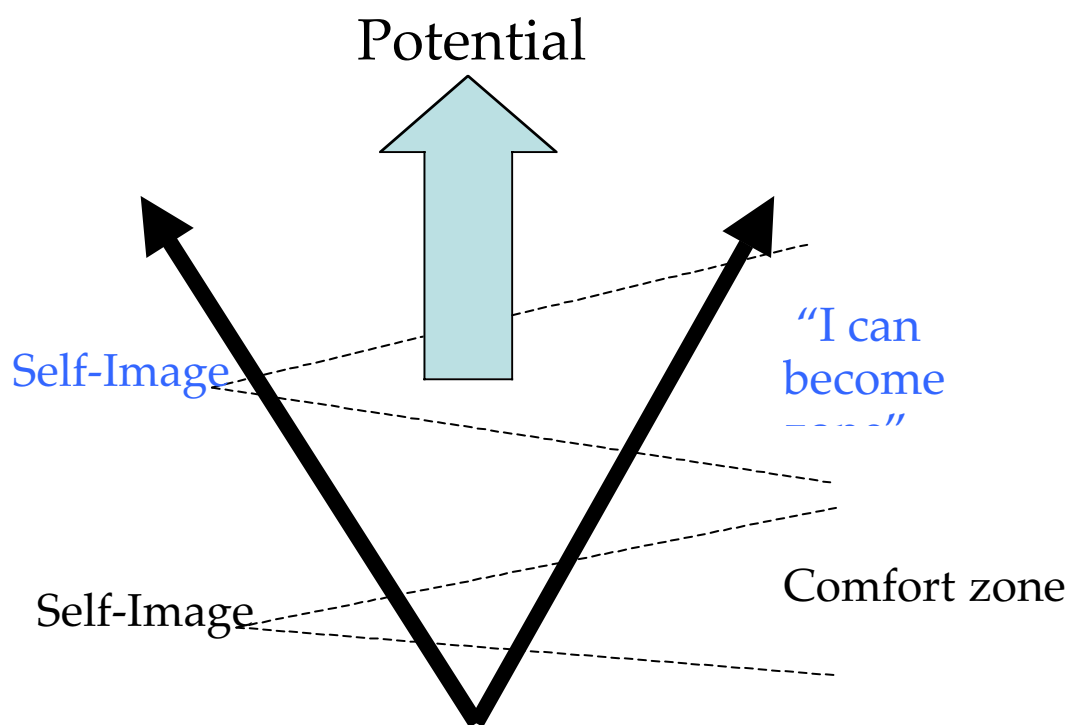 Potential
Self-Image
“I can
become
Self-Image
Comfort zone